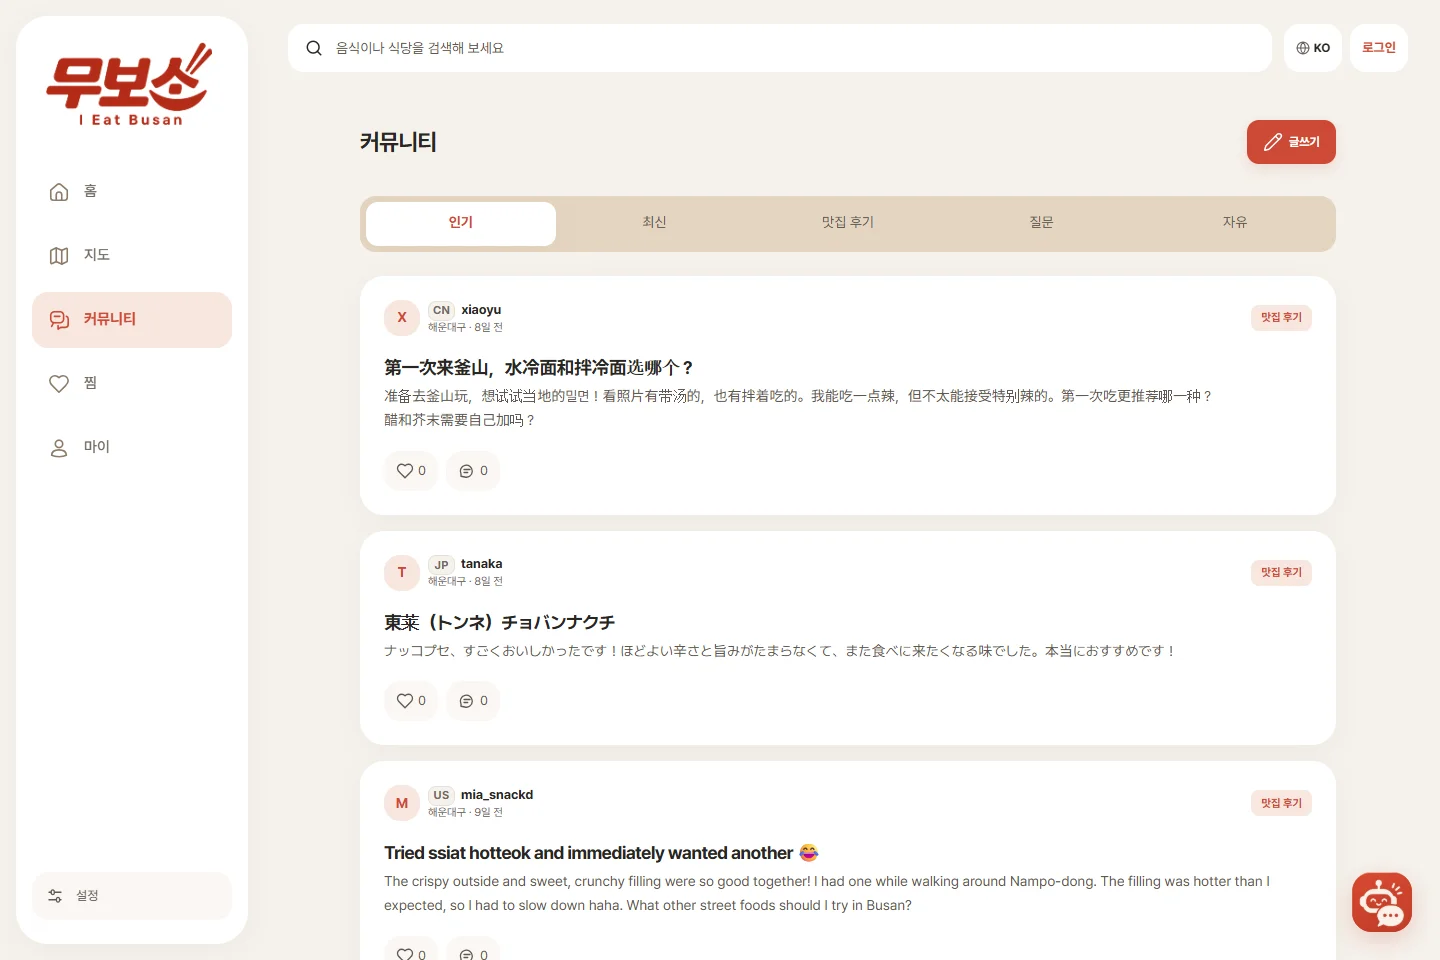 무보소
I Eat Busan
음식이나 식당을 검색해 보세요
KO
로그인
홈
지도
커뮤니티
찜
마이
설정
커뮤니티
글쓰기
인기
최신
맛집 후기
질문
자유
X
CN xiaoyu
해운대구 · 8일 전
맛집 후기
第一次来釜山，水冷面和拌冷面选哪个？
准备去釜山玩，想试试当地的밀면！看照片有带汤的，也有拌着吃的。我能吃一点辣，但不太能接受特别辣的。第一次吃更推荐哪一种？
醋和芥末需要自己加吗？
0
0
T
JP tanaka
해운대구 · 8일 전
맛집 후기
東莱（トンネ）チョバンナクチ
ナッコプセ、すごくおいしかったです！ほどよい辛さと旨みがたまらなくて、また食べに来たくなる味でした。本当におすすめです！
0
0
M
US mia_snackd
해운대구 · 9일 전
맛집 후기
Tried ssiat hotteok and immediately wanted another 😂
The crispy outside and sweet, crunchy filling were so good together! I had one while walking around Nampo-dong. The filling was hotter than I
expected, so I had to slow down haha. What other street foods should I try in Busan?
0
0